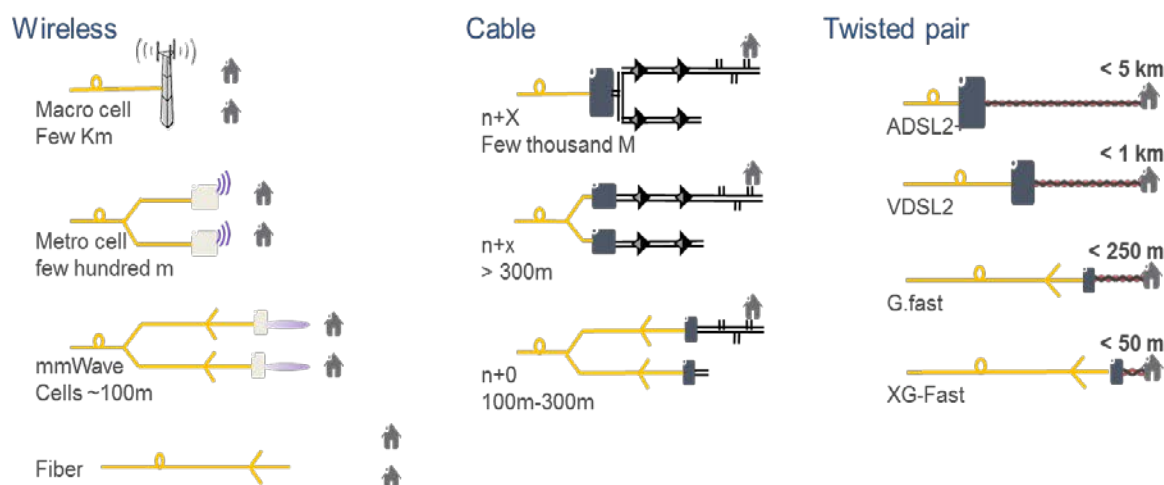 Wireless
Macro cell
Few Km
Metro cell
few hundred m
mmWave
Cells ~100m
Fiber
Cable
n+X
Few thousand M
n+x
> 300m
n+0
100m-300m
Twisted pair
< 5 km
ADSL2+
< 1 km
VDSL2
< 250 m
G.fast
< 50 m
XG-Fast